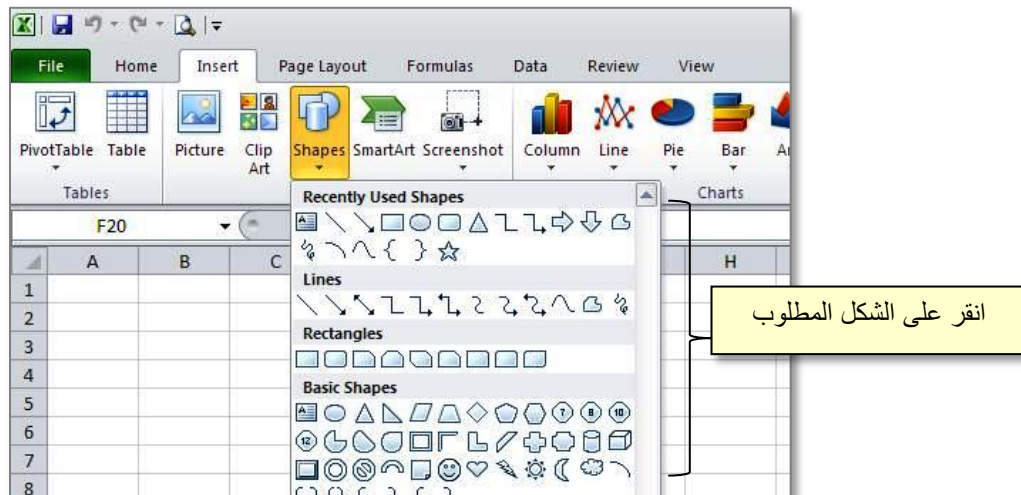 File Home Insert Page Layout Formulas Data Review View
PivotTable Table Picture Clip Art Shapes SmartArt Screenshot Column Line Pie Bar
Tables Charts
F20
Recently Used Shapes
A B C H
1
Lines
2
انقر على الشكل المطلوب
Rectangles
3
4
Basic Shapes
5
6
7
8